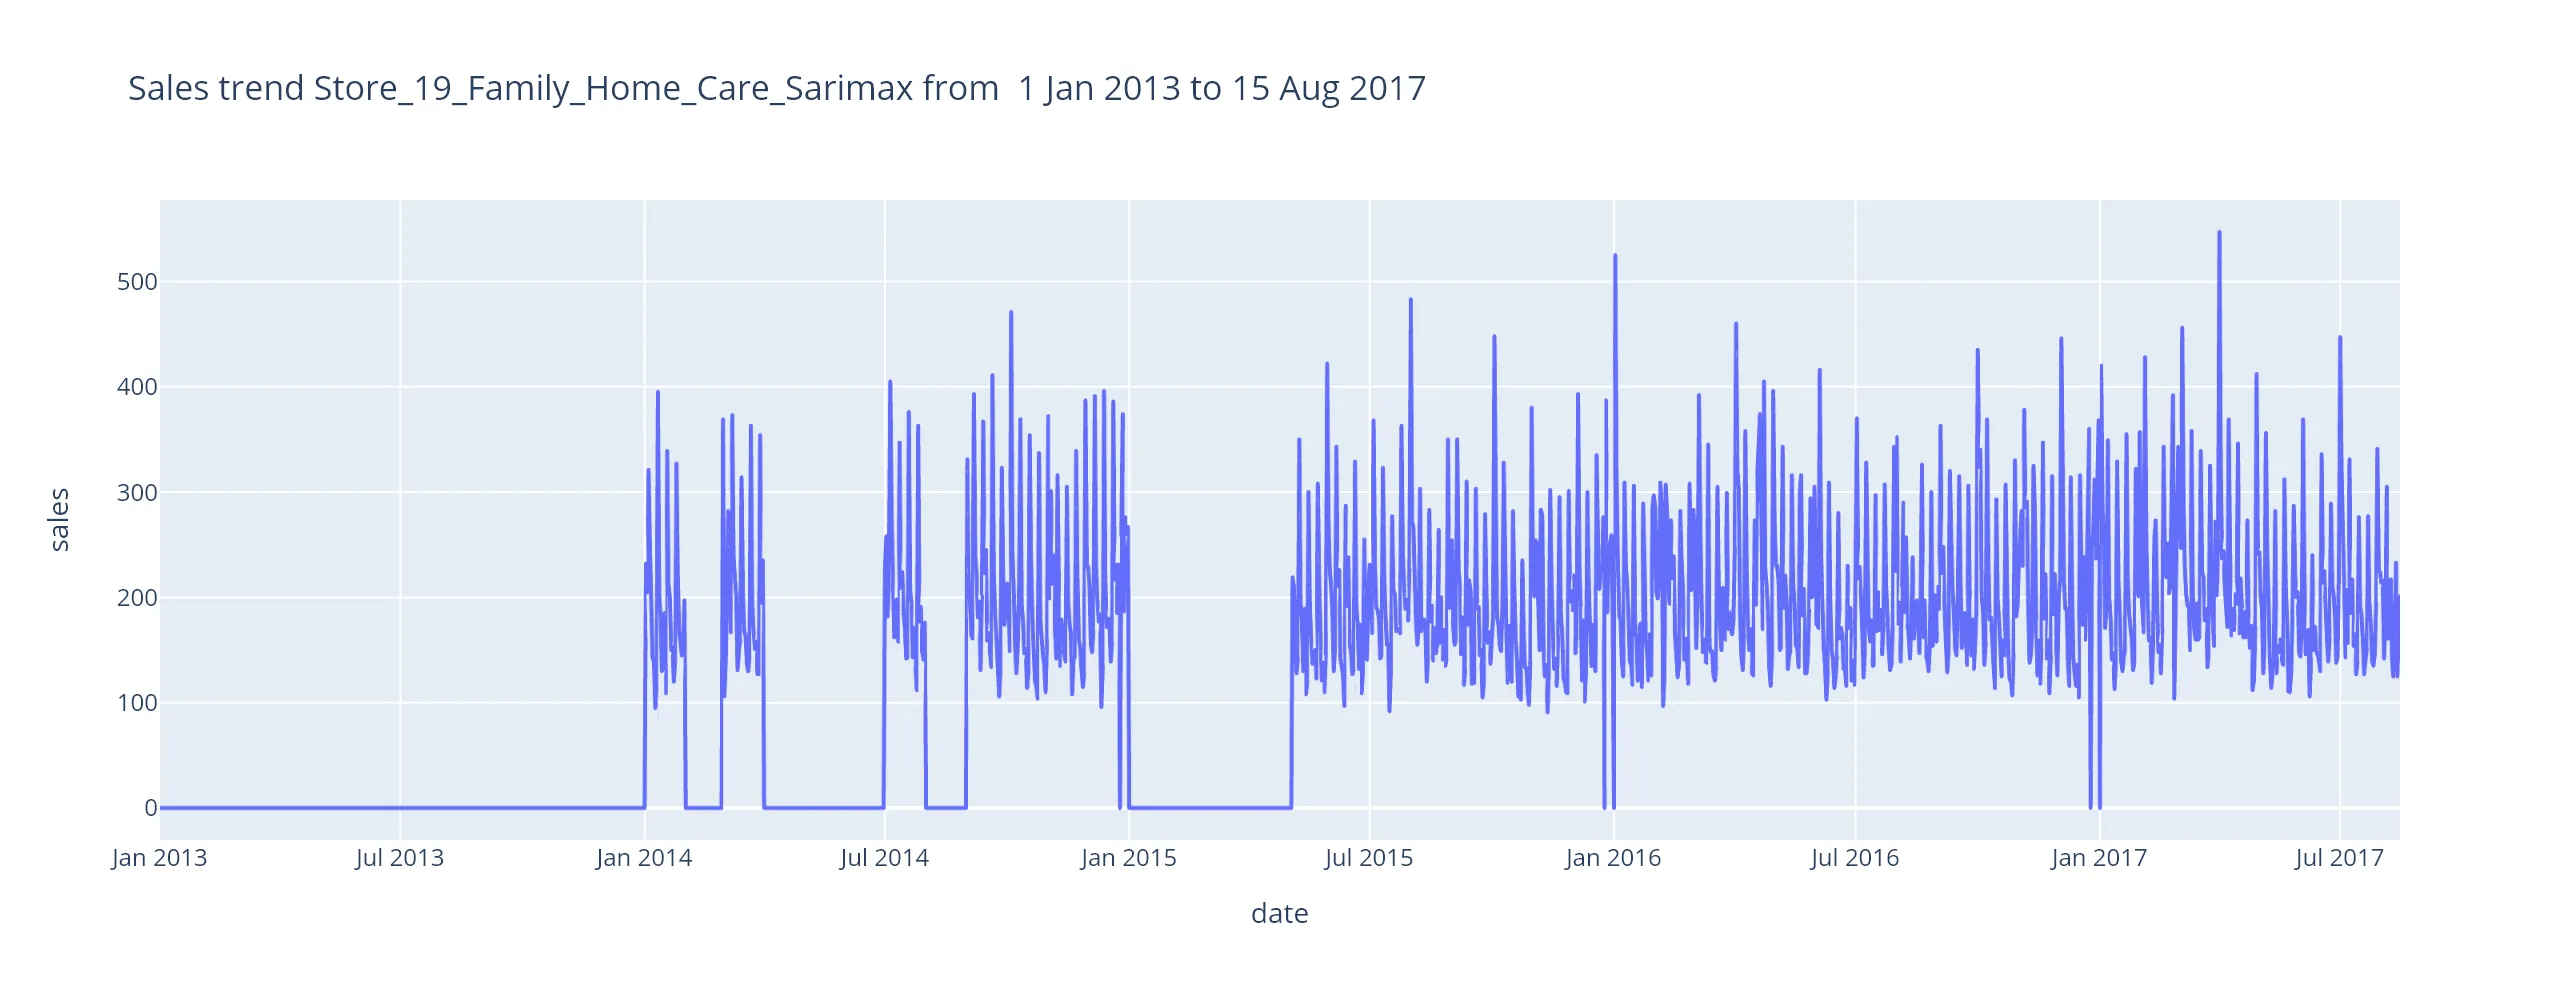 Sales trend Store_19_Family_Home_Care_Sarimax from  1 Jan 2013 to 15 Aug 2017
500
400
300
200
100
0
sales
Jan 2013 Jul 2013 Jan 2014 Jul 2014 Jan 2015 Jul 2015 Jan 2016 Jul 2016 Jan 2017 Jul 2017
date